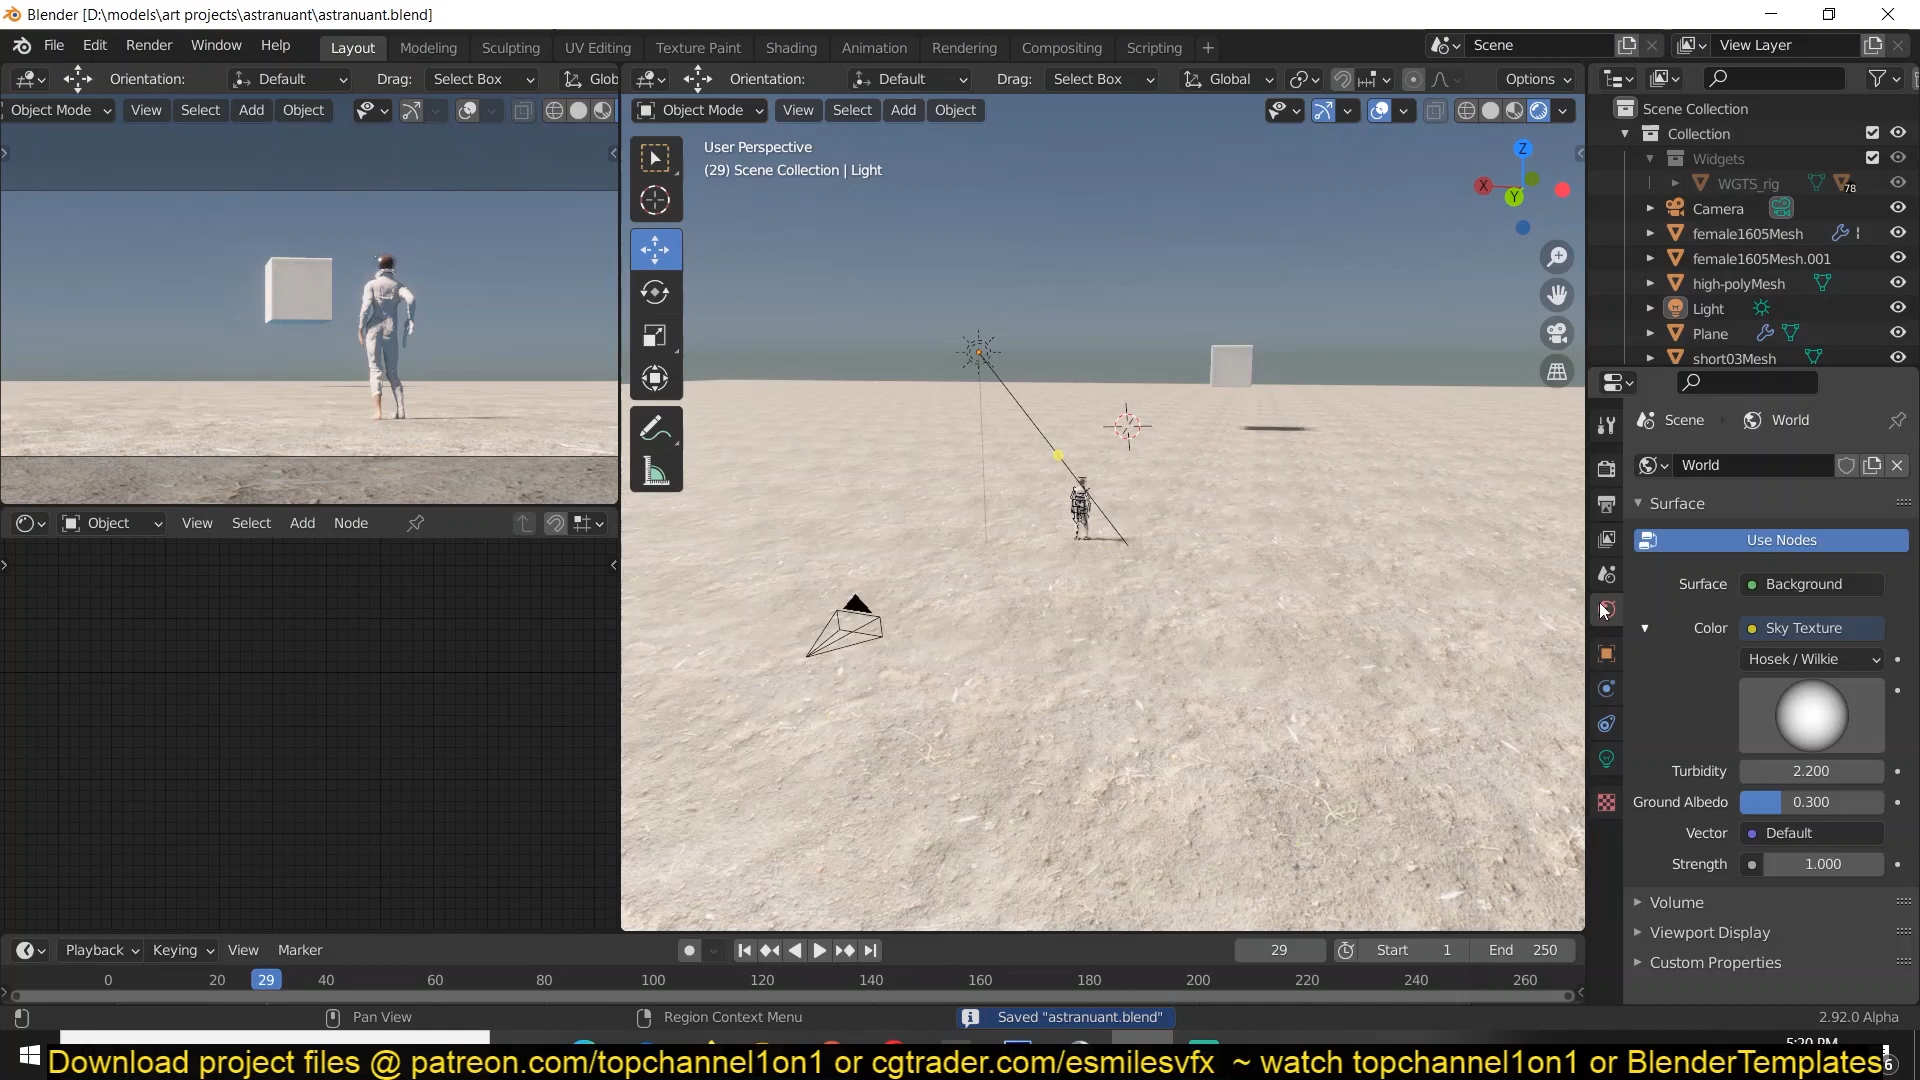 Blender [D:\models\art projects\astranuant\astranuant.blend]
File Edit Render Window Help
Layout Modeling Sculpting UV Editing Texture Paint Shading Animation Rendering Compositing Scripting
Scene
View Layer
Orientation: Default Drag: Select Box Glob
Object Mode View Select Add Object
Orientation: Default Drag: Select Box Global Options
Object Mode View Select Add Object
User Perspective
(29) Scene Collection | Light
Z
X
Y
Scene Collection
Collection
Widgets
WGTS_rig 78
Camera
female1605Mesh
female1605Mesh.001
high-polyMesh
Light
Plane
short03Mesh
Scene World
World
Surface
Use Nodes
Surface Background
Color Sky Texture
Hosek / Wilkie
Turbidity 2.200
Ground Albedo 0.300
Vector Default
Strength 1.000
Volume
Viewport Display
Custom Properties
Object View Select Add Node
Playback Keying View Marker
29 Start 1 End 250
0 20 29 40 60 80 100 120 140 160 180 200 220 240 260
Pan View Region Context Menu Saved "astranuant.blend" 2.92.0 Alpha
5:20 PM
Download project files @ patreon.com/topchannel1on1 or cgtrader.com/esmilesvfx ~ watch topchannel1on1 or BlenderTemplates